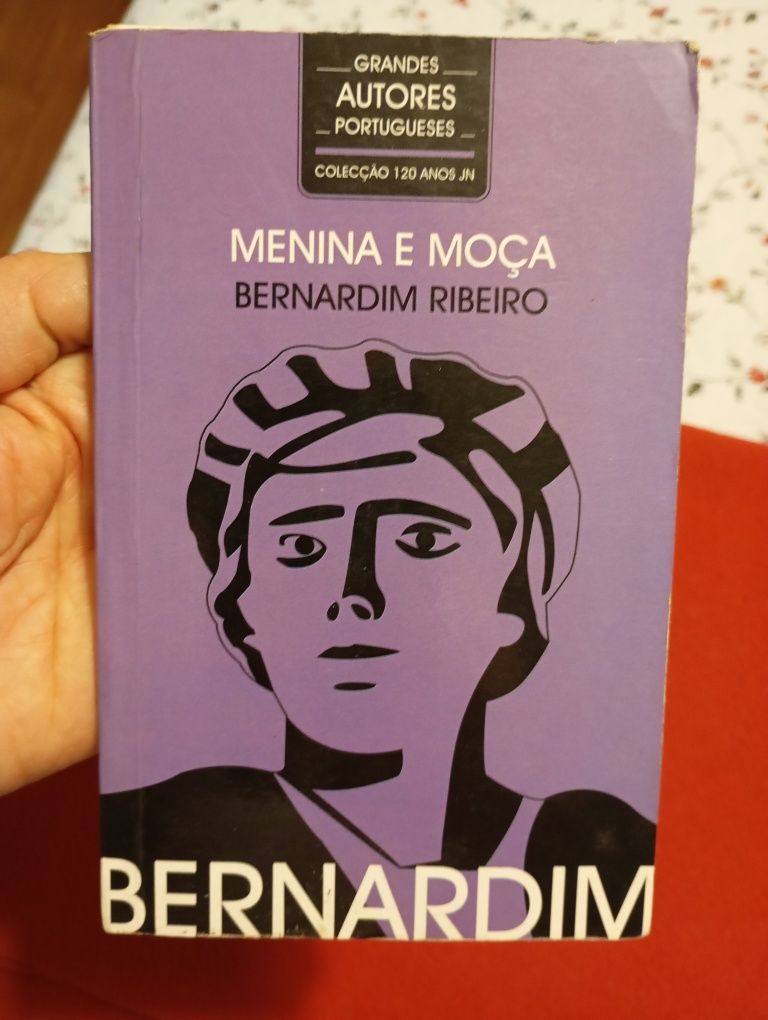 GRANDES
AUTORES
PORTUGUESES
COLECÇÃO 120 ANOS JN
MENINA E MOÇA
BERNARDIM RIBEIRO
BERNARDIM